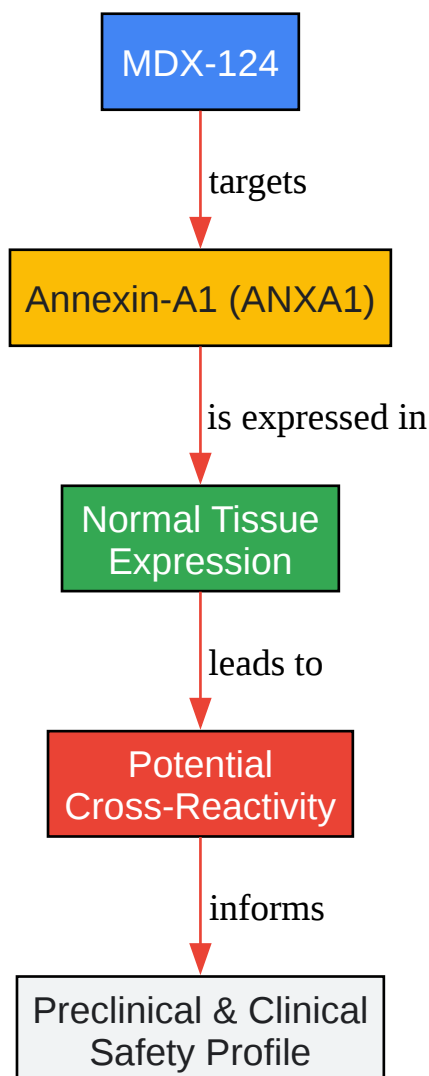 MDX-124
targets
Annexin-A1 (ANXA1)
is expressed in
Normal Tissue
Expression
leads to
Potential
Cross-Reactivity
informs
Preclinical & Clinical
Safety Profile